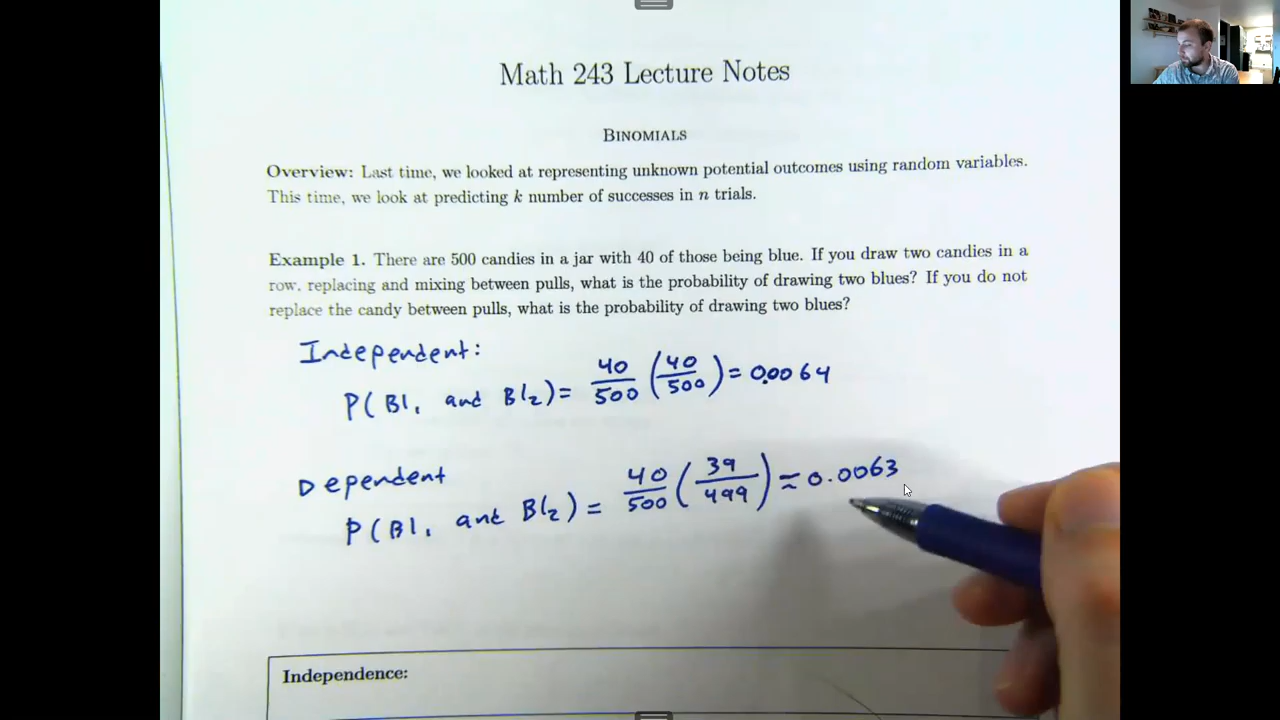 Math 243 Lecture Notes
BINOMIALS
Overview: Last time, we looked at representing unknown potential outcomes using random variables.
This time, we look at predicting k number of successes in n trials.
Example 1. There are 500 candies in a jar with 40 of those being blue. If you draw two candies in a
row, replacing and mixing between pulls, what is the probability of drawing two blues? If you do not
replace the candy between pulls, what is the probability of drawing two blues?
Independent:
P(Bl₁ and Bl₂) = 40/500 (40/500) = 0.0064
Dependent
P(Bl₁ and Bl₂) = 40/500 (39/499) ≈ 0.0063
Independence: